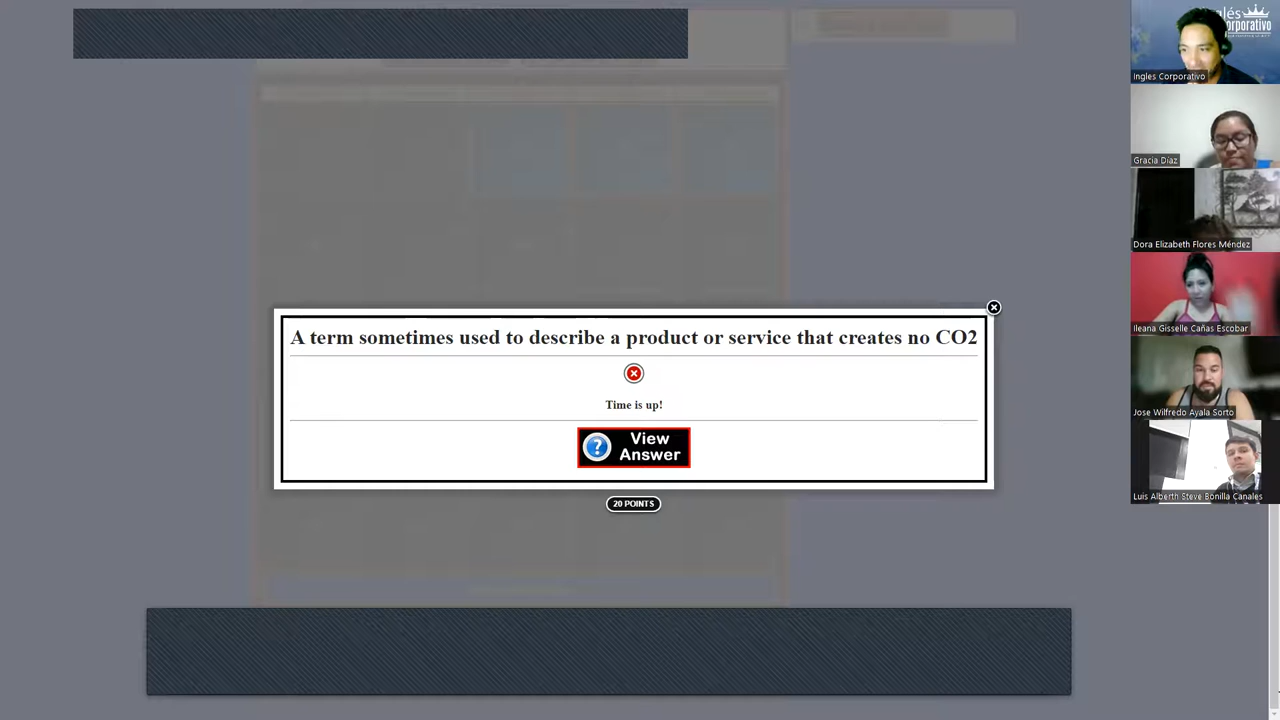 A term sometimes used to describe a product or service that creates no CO2
Time is up!
View
Answer
20 POINTS
Ingles Corporativo
Gracia Díaz
Dora Elizabeth Flores Méndez
Ileana Gisselle Cañas Escobar
Jose Wilfredo Ayala Sorto
Luis Alberth Steve Bonilla Canales